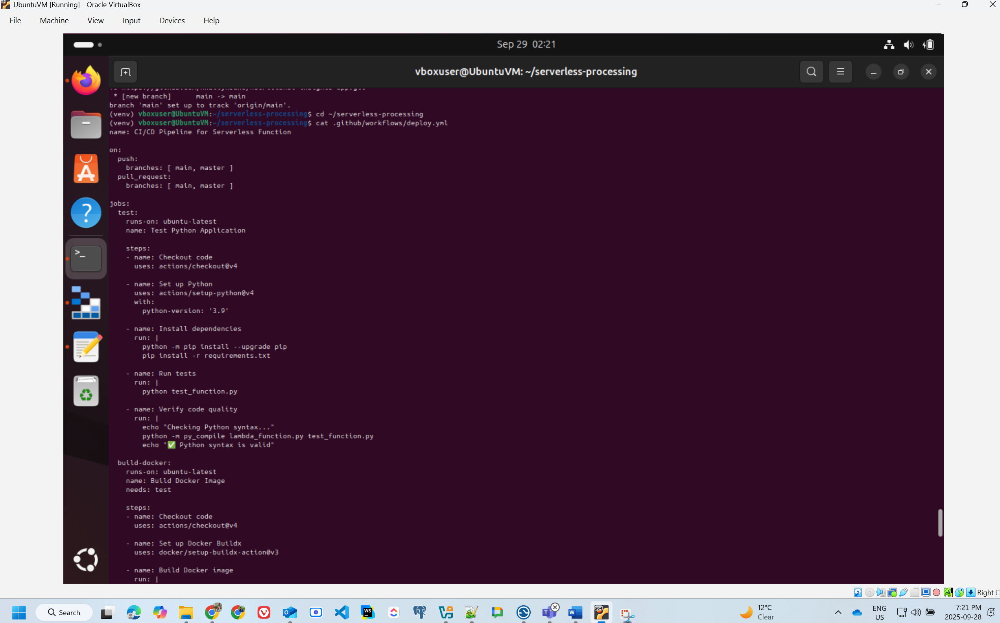 UbuntuVM [Running] - Oracle VirtualBox
File Machine View Input Devices Help
Sep 29 02:21
vboxuser@UbuntuVM: ~/serverless-processing
* [new branch] main -> main
branch 'main' set up to track 'origin/main'.
(venv) vboxuser@UbuntuVM:~/serverless-processing$ cd ~/serverless-processing
(venv) vboxuser@UbuntuVM:~/serverless-processing$ cat .github/workflows/deploy.yml
name: CI/CD Pipeline for Serverless Function
on:
push:
branches: [ main, master ]
pull_request:
branches: [ main, master ]
jobs:
test:
runs-on: ubuntu-latest
name: Test Python Application
steps:
- name: Checkout code
uses: actions/checkout@v4
- name: Set up Python
uses: actions/setup-python@v4
with:
python-version: '3.9'
- name: Install dependencies
run: |
python -m pip install --upgrade pip
pip install -r requirements.txt
- name: Run tests
run: |
python test_function.py
- name: Verify code quality
run: |
echo "Checking Python syntax..."
python -m py_compile lambda_function.py test_function.py
echo "✅ Python syntax is valid"
build-docker:
runs-on: ubuntu-latest
name: Build Docker Image
needs: test
steps:
- name: Checkout code
uses: actions/checkout@v4
- name: Set up Docker Buildx
uses: docker/setup-buildx-action@v3
- name: Build Docker image
run: |
Right C
Search
12°C
Clear
ENG
US
7:21 PM
2025-09-28